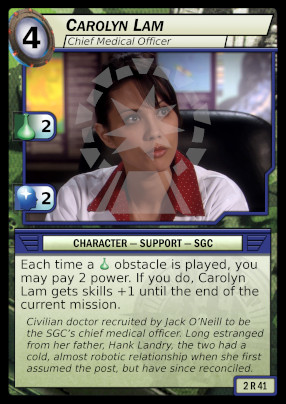 4
CAROLYN LAM
Chief Medical Officer
2
2
CHARACTER – SUPPORT – SGC
Each time a obstacle is played, you
may pay 2 power. If you do, Carolyn
Lam gets skills +1 until the end of the
current mission.
Civilian doctor recruited by Jack O'Neill to be
the SGC's chief medical officer. Long estranged
from her father, Hank Landry, the two had a
cold, almost robotic relationship when she first
assumed the post, but have since reconciled.
2 R 41